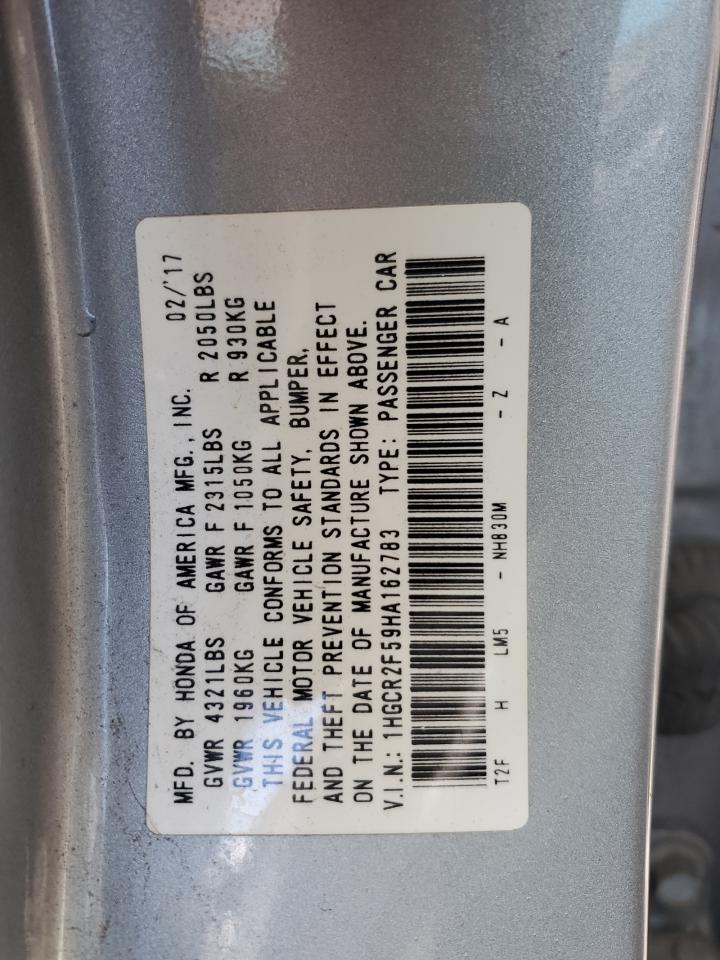 MFD. BY HONDA OF AMERICA MFG., INC. 02/'17
GVWR 4321LBS GAWR F 2315LBS R 2050LBS
GVWR 1960KG GAWR F 1050KG R 930KG
THIS VEHICLE CONFORMS TO ALL APPLICABLE
FEDERAL MOTOR VEHICLE SAFETY, BUMPER,
AND THEFT PREVENTION STANDARDS IN EFFECT
ON THE DATE OF MANUFACTURE SHOWN ABOVE.
V.I.N.: 1HGCR2F59HA162783 TYPE: PASSENGER CAR
T2F H LM5 - NH830M - Z - A